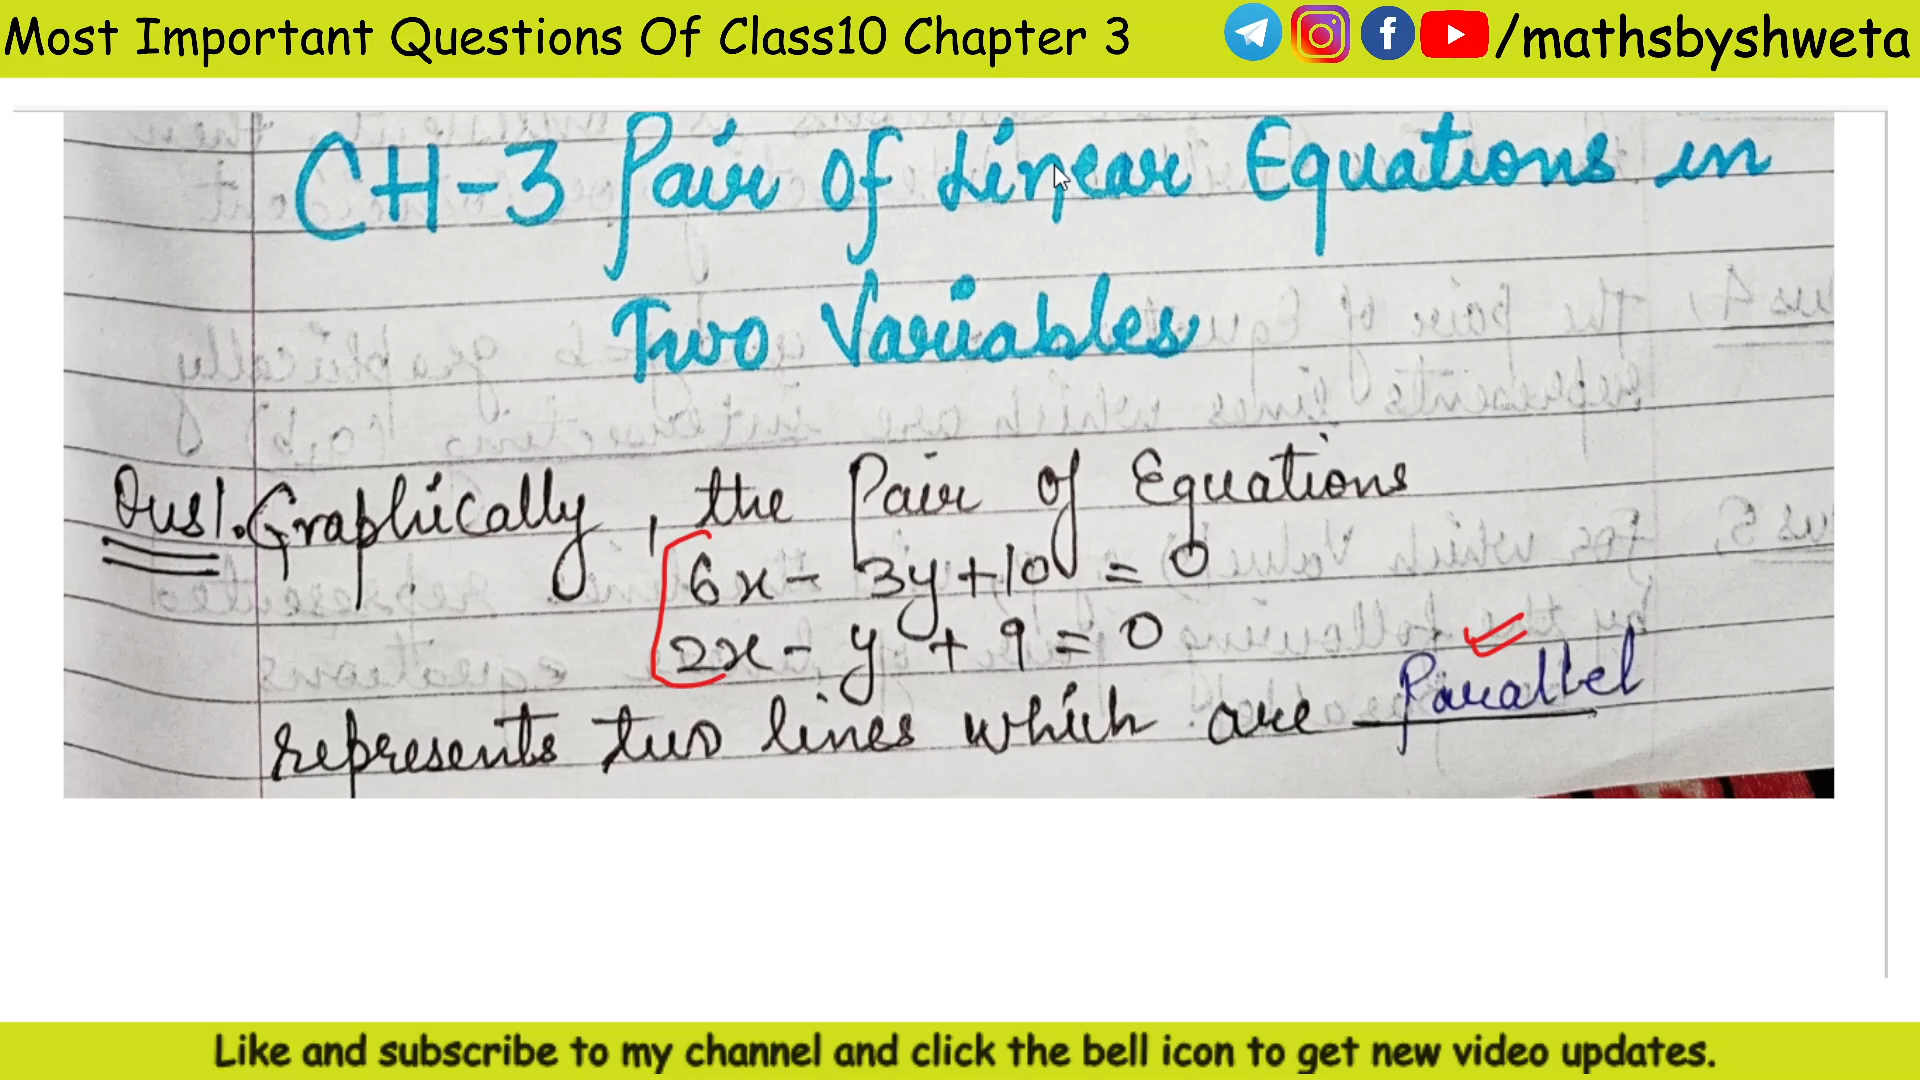 Most Important Questions Of Class10 Chapter 3 /mathsbyshweta
CH-3 Pair of Linear Equations in
Two Variables
Qus1. Graphically, the Pair of Equations
6x - 3y + 10 = 0
2x - y + 9 = 0
represents two lines which are Parallel
Like and subscribe to my channel and click the bell icon to get new video updates.